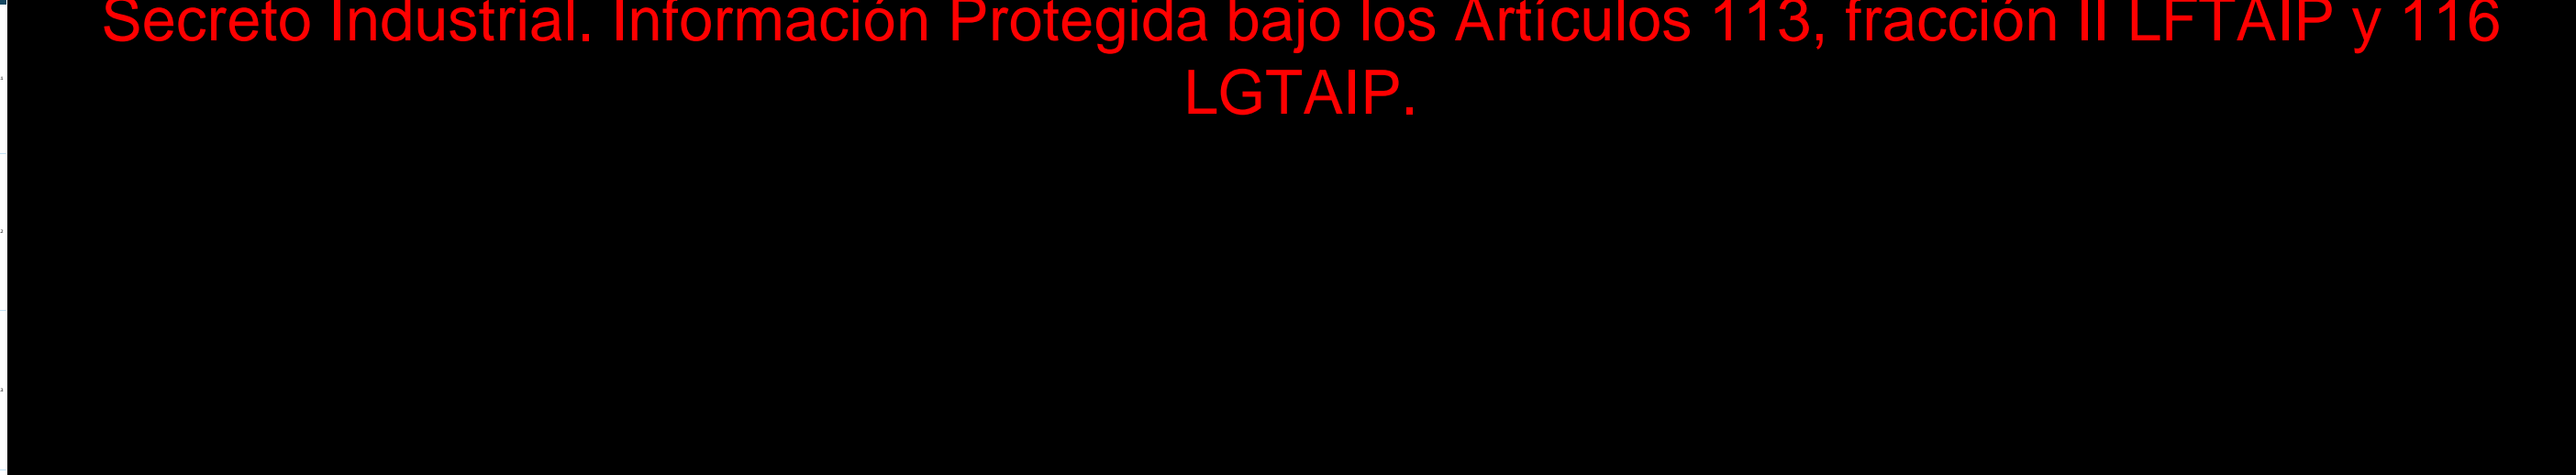 Secreto Industrial. Información Protegida bajo los Artículos 113, fracción II LFTAIP y 116
LGTAIP.